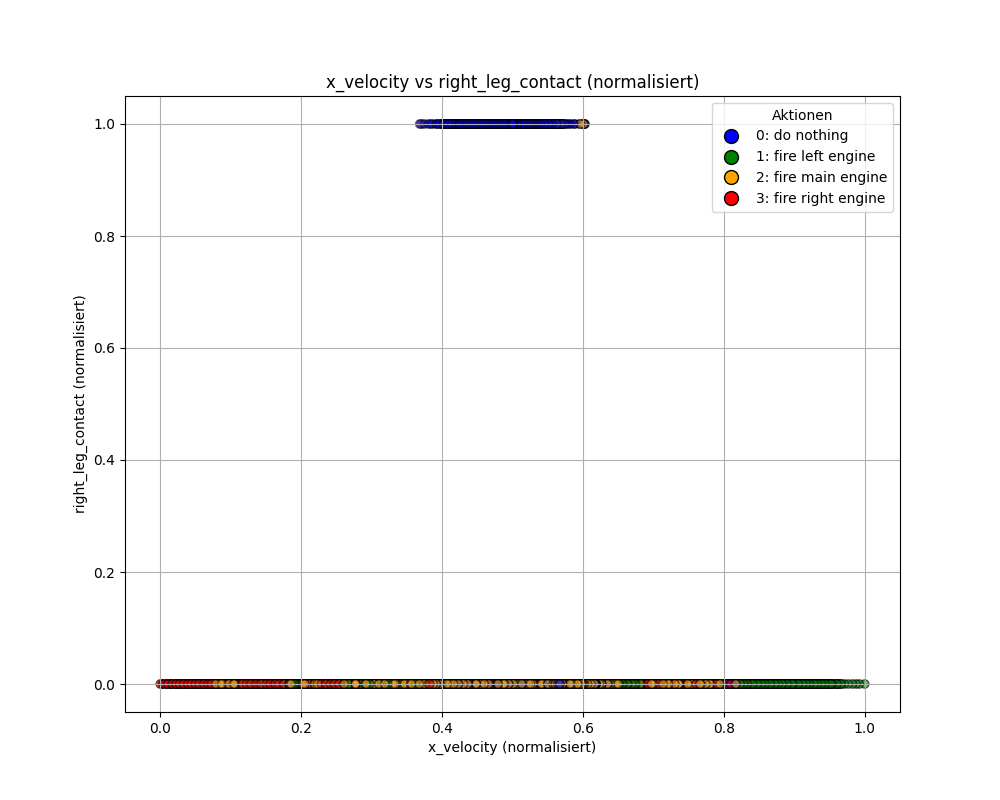 x_velocity vs right_leg_contact (normalisiert)
Aktionen
0: do nothing
1: fire left engine
2: fire main engine
3: fire right engine
right_leg_contact (normalisiert)
1.0
0.8
0.6
0.4
0.2
0.0
0.0 0.2 0.4 0.6 0.8 1.0
x_velocity (normalisiert)